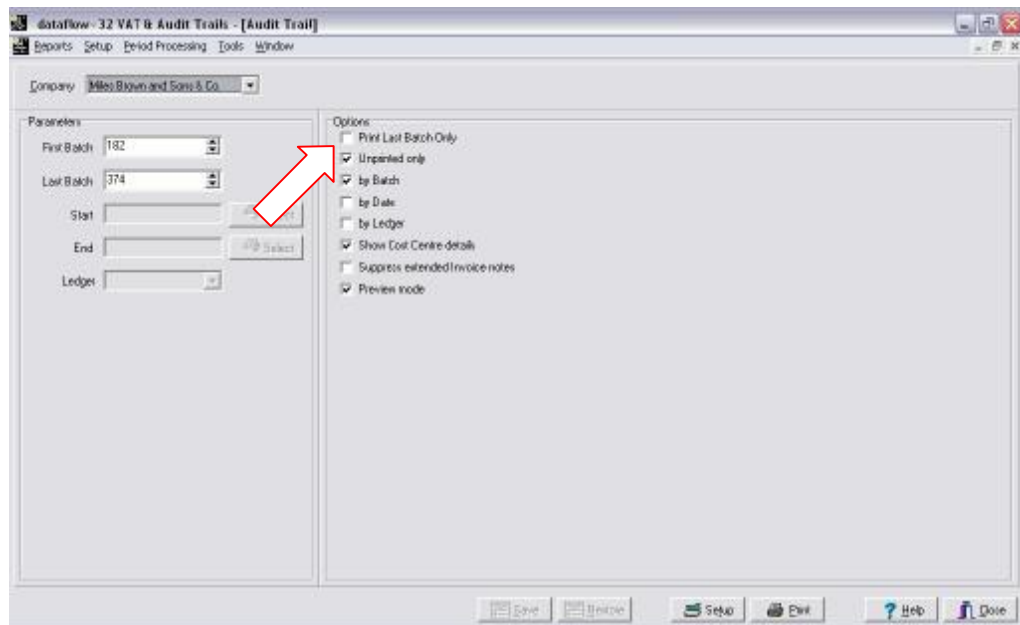 dataflow-32 VAT & Audit Trails - [Audit Trail]
Reports Setup Period Processing Tools Window
Company Miles Brown and Sons & Co.
Parameters
First Batch 182
Last Batch 374
Start
End Select
Ledger
Options
Print Last Batch Only
Unprinted only
by Batch
by Date
by Ledger
Show Cost Centre details
Suppress extended Invoice notes
Preview mode
Save Restore Setup Print Help Close